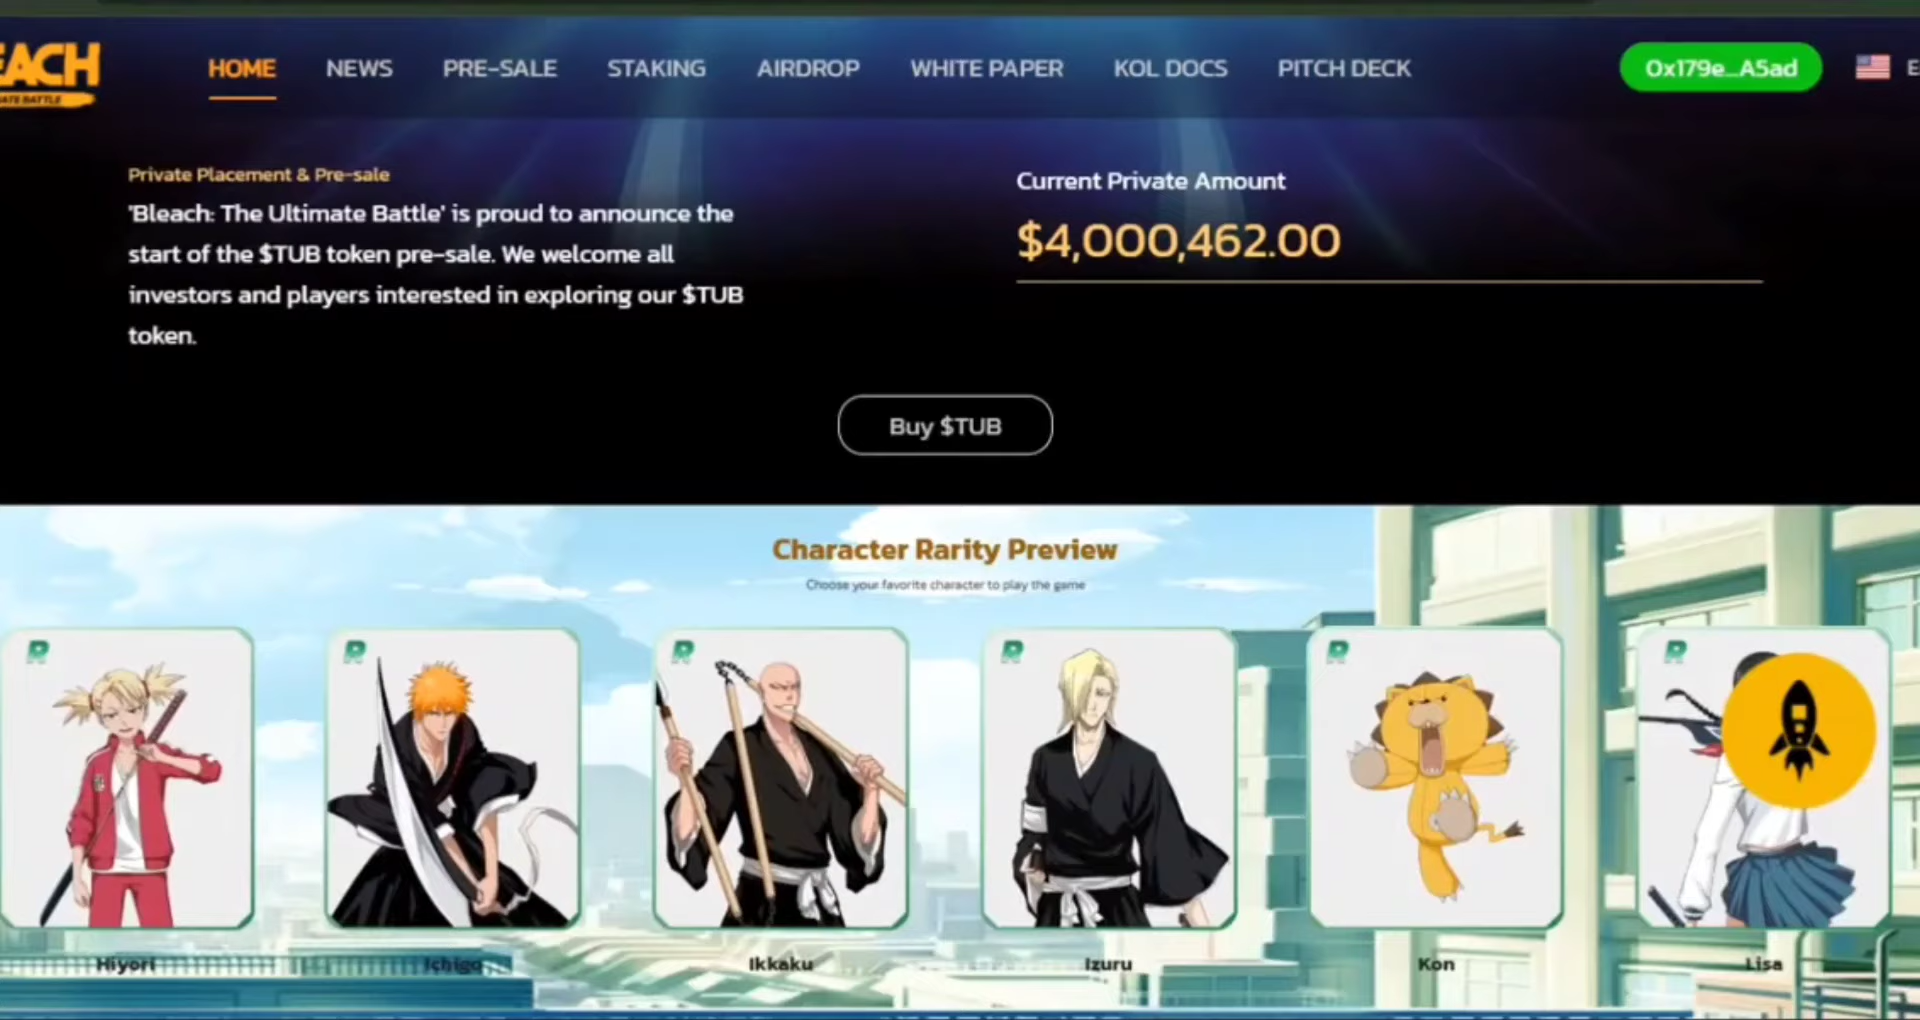 EACH
HOME NEWS PRE-SALE STAKING AIRDROP WHITE PAPER KOL DOCS PITCH DECK 0x179e...A5ad E
ATE BATTLE
Private Placement & Pre-sale
'Bleach: The Ultimate Battle' is proud to announce the
start of the $TUB token pre-sale. We welcome all
investors and players interested in exploring our $TUB
token.
Current Private Amount
$4,000,462.00
Buy $TUB
Character Rarity Preview
Choose your favorite character to play the game
R R R R R R
Hiyori Ichigo Ikkaku Izuru Kon Lisa